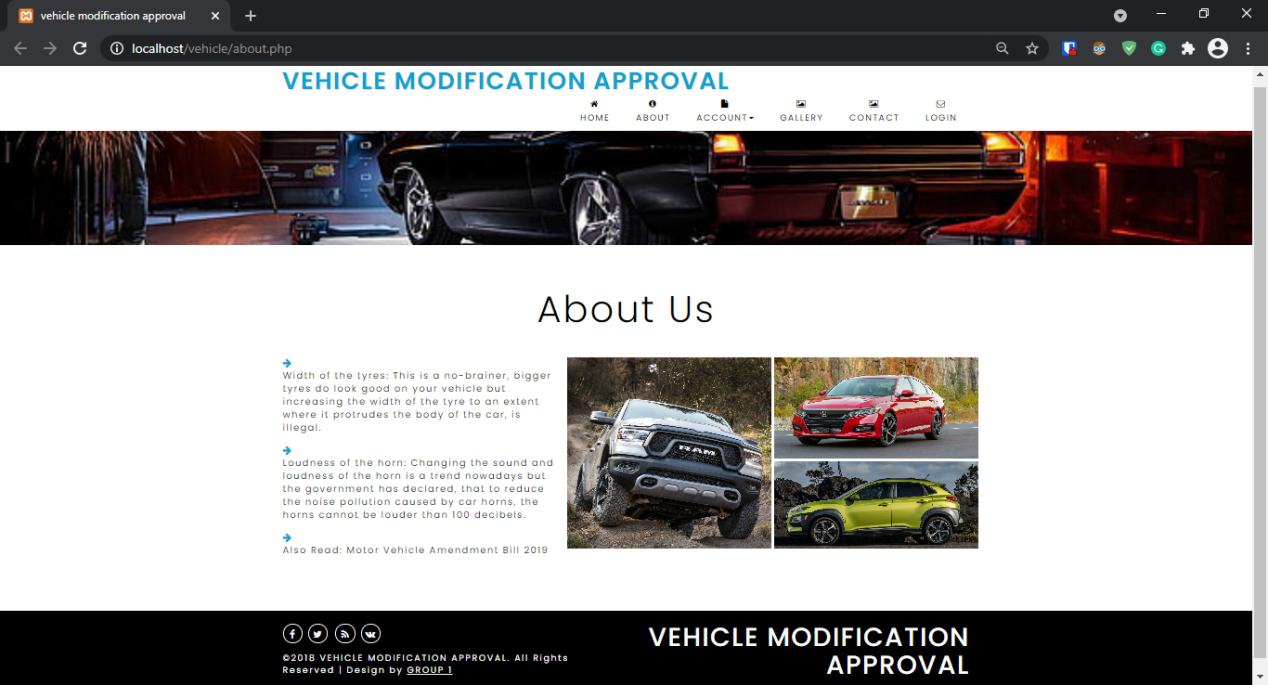 vehicle modification approval
localhost/vehicle/about.php
VEHICLE MODIFICATION APPROVAL
HOME ABOUT ACCOUNT GALLERY CONTACT LOGIN
About Us
Width of the tyres: This is a no-brainer, bigger
tyres do look good on your vehicle but
increasing the width of the tyre to an extent
where it protrudes the body of the car, is
illegal.
Loudness of the horn: Changing the sound and
loudness of the horn is a trend nowadays but
the government has declared, that to reduce
the noise pollution caused by car horns, the
horns cannot be louder than 100 decibels.
Also Read: Motor Vehicle Amendment Bill 2019
RAM
©2018 VEHICLE MODIFICATION APPROVAL. All Rights
Reserved | Design by GROUP 1
VEHICLE MODIFICATION
APPROVAL